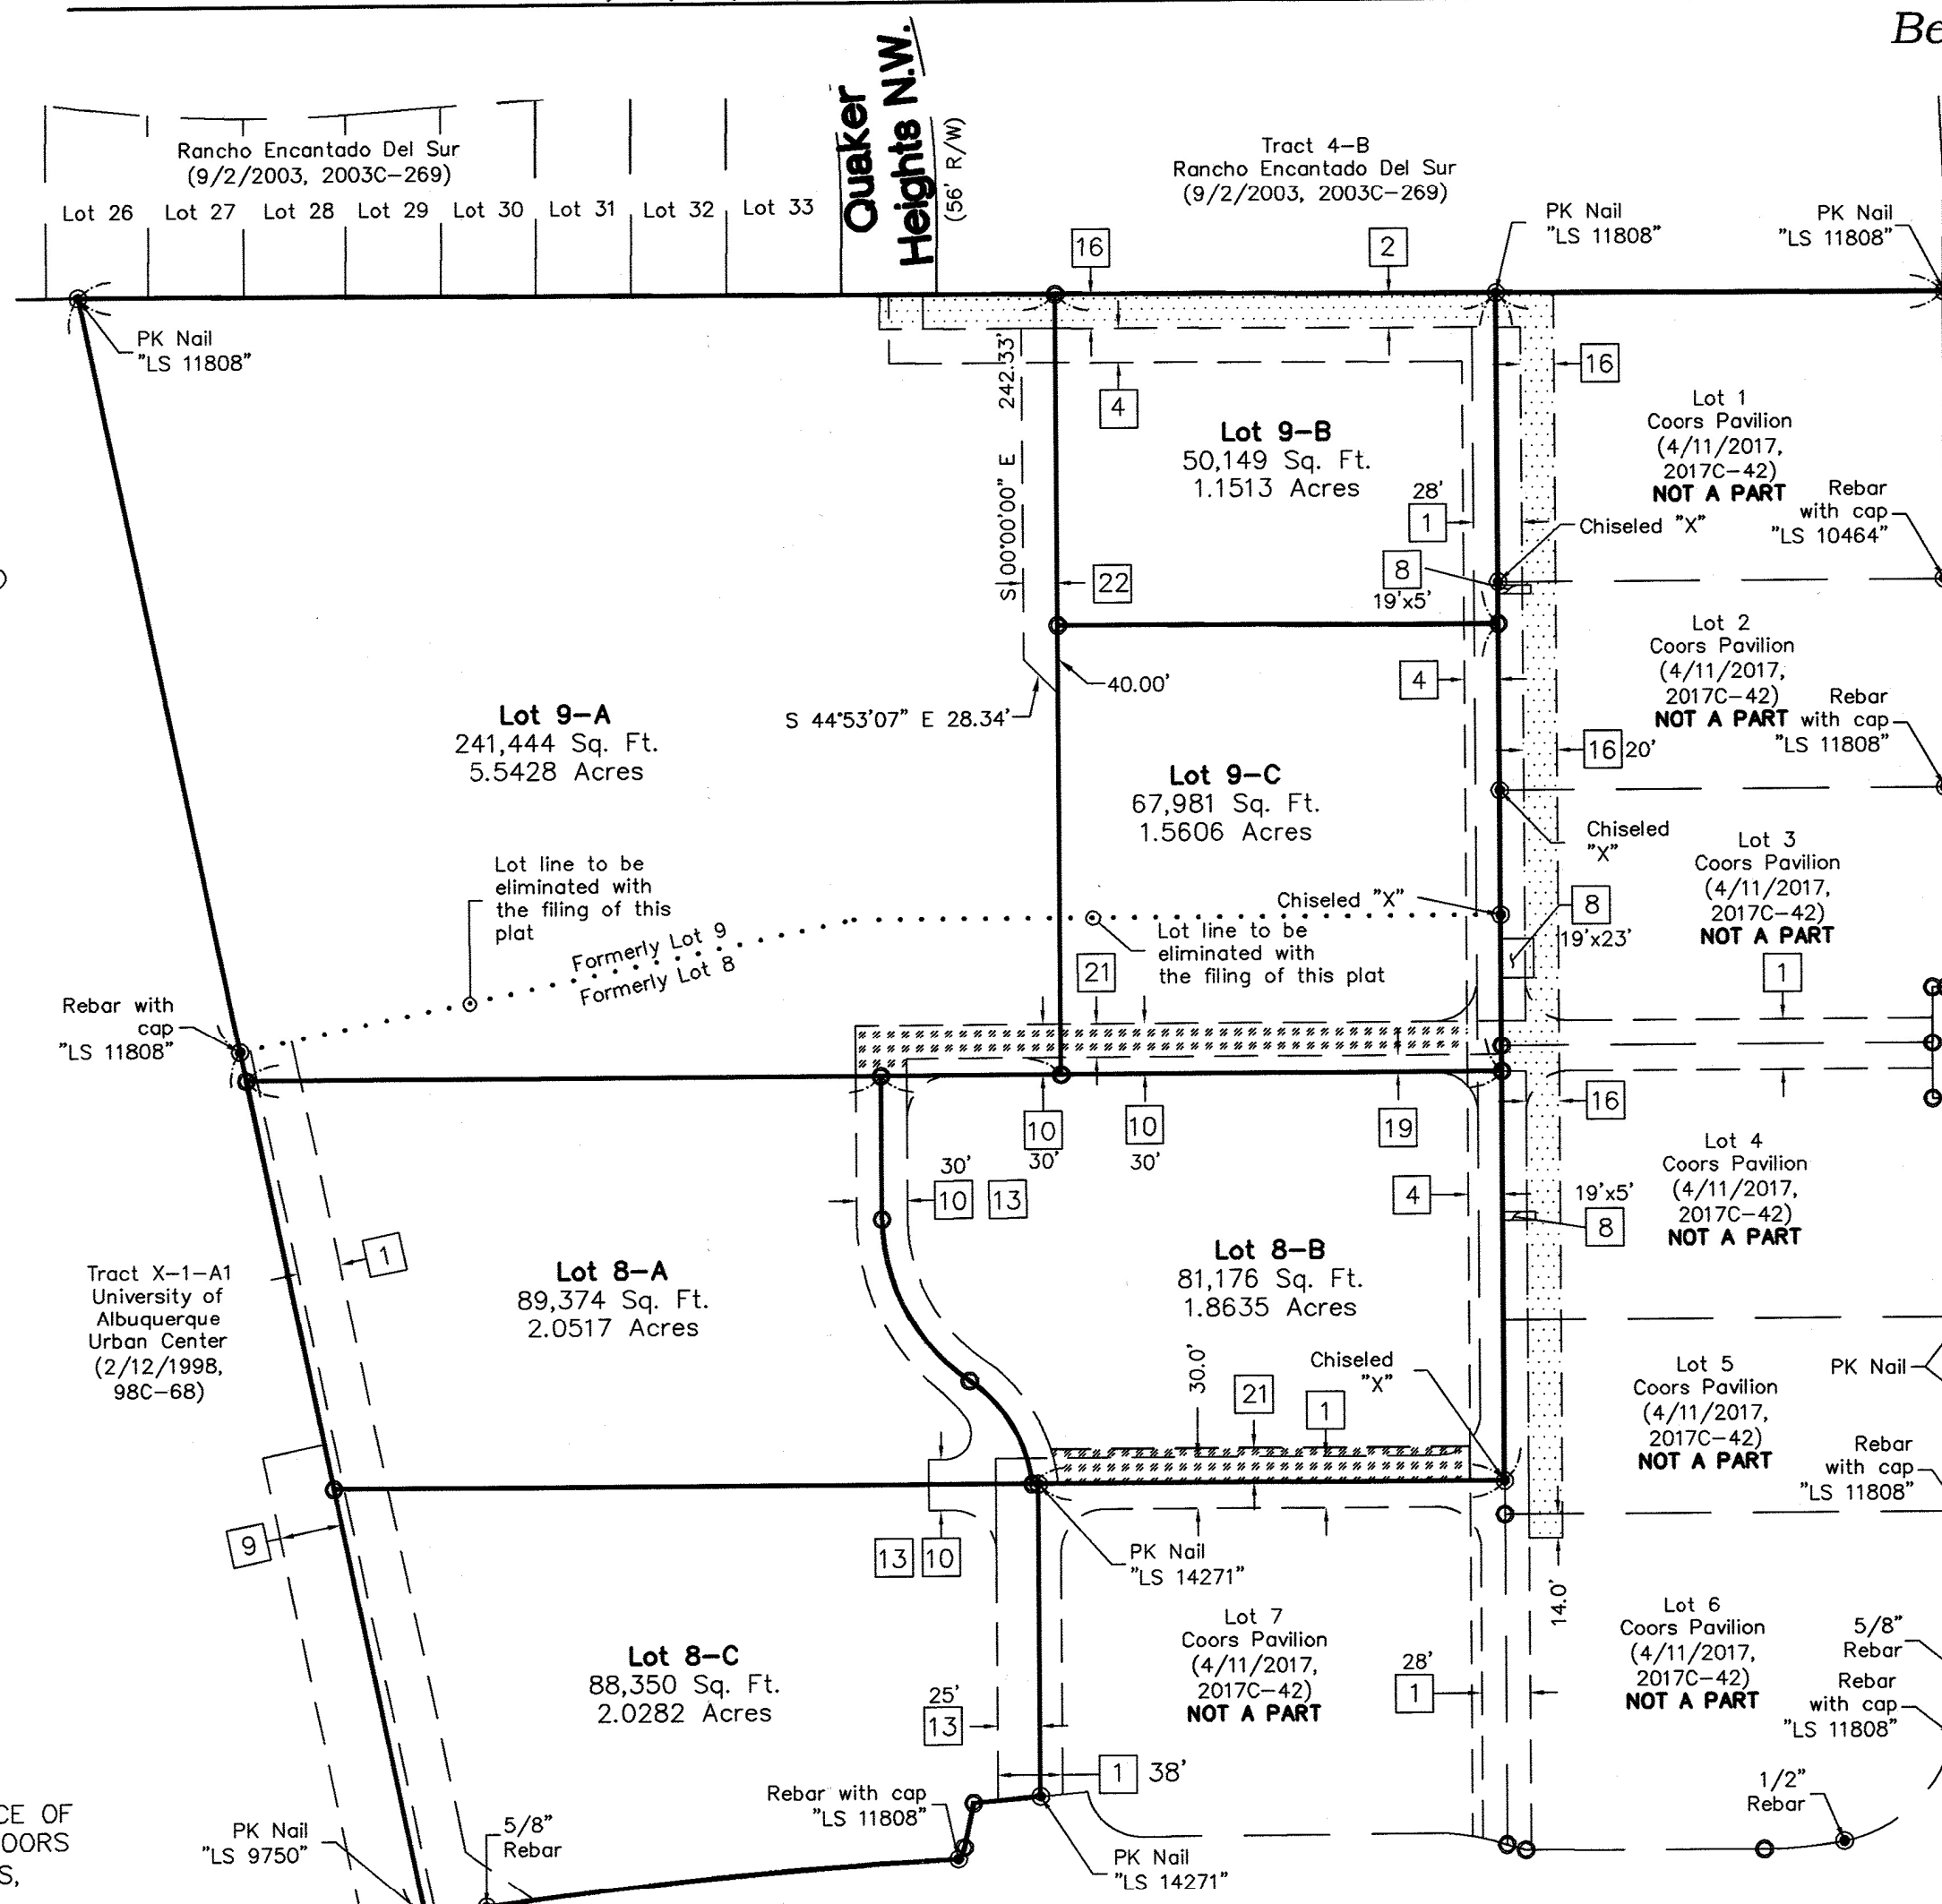 Be
Quaker
Heights N.W.
(56' R/W)
Rancho Encantado Del Sur
(9/2/2003, 2003C-269)
Lot 26
Lot 27
Lot 28
Lot 29
Lot 30
Lot 31
Lot 32
Lot 33
Tract 4-B
Rancho Encantado Del Sur
(9/2/2003, 2003C-269)
PK Nail
"LS 11808"
PK Nail
"LS 11808"
16
2
PK Nail
"LS 11808"
242.33'
S 00°00'00" E
4
16
Lot 9-B
50,149 Sq. Ft.
1.1513 Acres
Lot 1
Coors Pavilion
(4/11/2017,
2017C-42)
NOT A PART
28'
1
Rebar
with cap
"LS 10464"
Chiseled "X"
22
8
19'x5'
Lot 2
Coors Pavilion
(4/11/2017,
2017C-42)
NOT A PART
4
40.00'
S 44°53'07" E 28.34'
Rebar
with cap
"LS 11808"
16
20'
Lot 9-A
241,444 Sq. Ft.
5.5428 Acres
Lot 9-C
67,981 Sq. Ft.
1.5606 Acres
Chiseled
"X"
Lot 3
Coors Pavilion
(4/11/2017,
2017C-42)
NOT A PART
Lot line to be
eliminated with
the filing of this
plat
Chiseled "X"
8
19'x23'
Formerly Lot 9
Formerly Lot 8
Lot line to be
eliminated with
the filing of this plat
21
1
Rebar with
cap
"LS 11808"
10
30'
10
30'
19
16
30'
10
13
4
19'x5'
8
Lot 4
Coors Pavilion
(4/11/2017,
2017C-42)
NOT A PART
1
Tract X-1-A1
University of
Albuquerque
Urban Center
(2/12/1998,
98C-68)
Lot 8-A
89,374 Sq. Ft.
2.0517 Acres
Lot 8-B
81,176 Sq. Ft.
1.8635 Acres
30.0'
21
1
Chiseled
"X"
Lot 5
Coors Pavilion
(4/11/2017,
2017C-42)
NOT A PART
PK Nail
Rebar
with cap
"LS 11808"
9
13
10
PK Nail
"LS 14271"
14.0'
Lot 8-C
88,350 Sq. Ft.
2.0282 Acres
Lot 7
Coors Pavilion
(4/11/2017,
2017C-42)
NOT A PART
28'
1
Lot 6
Coors Pavilion
(4/11/2017,
2017C-42)
NOT A PART
5/8"
Rebar
Rebar
with cap
"LS 11808"
25'
13
1
38'
Rebar with cap
"LS 11808"
1/2"
Rebar
CE OF
OORS
S,
PK Nail
"LS 9750"
5/8"
Rebar
PK Nail
"LS 14271"